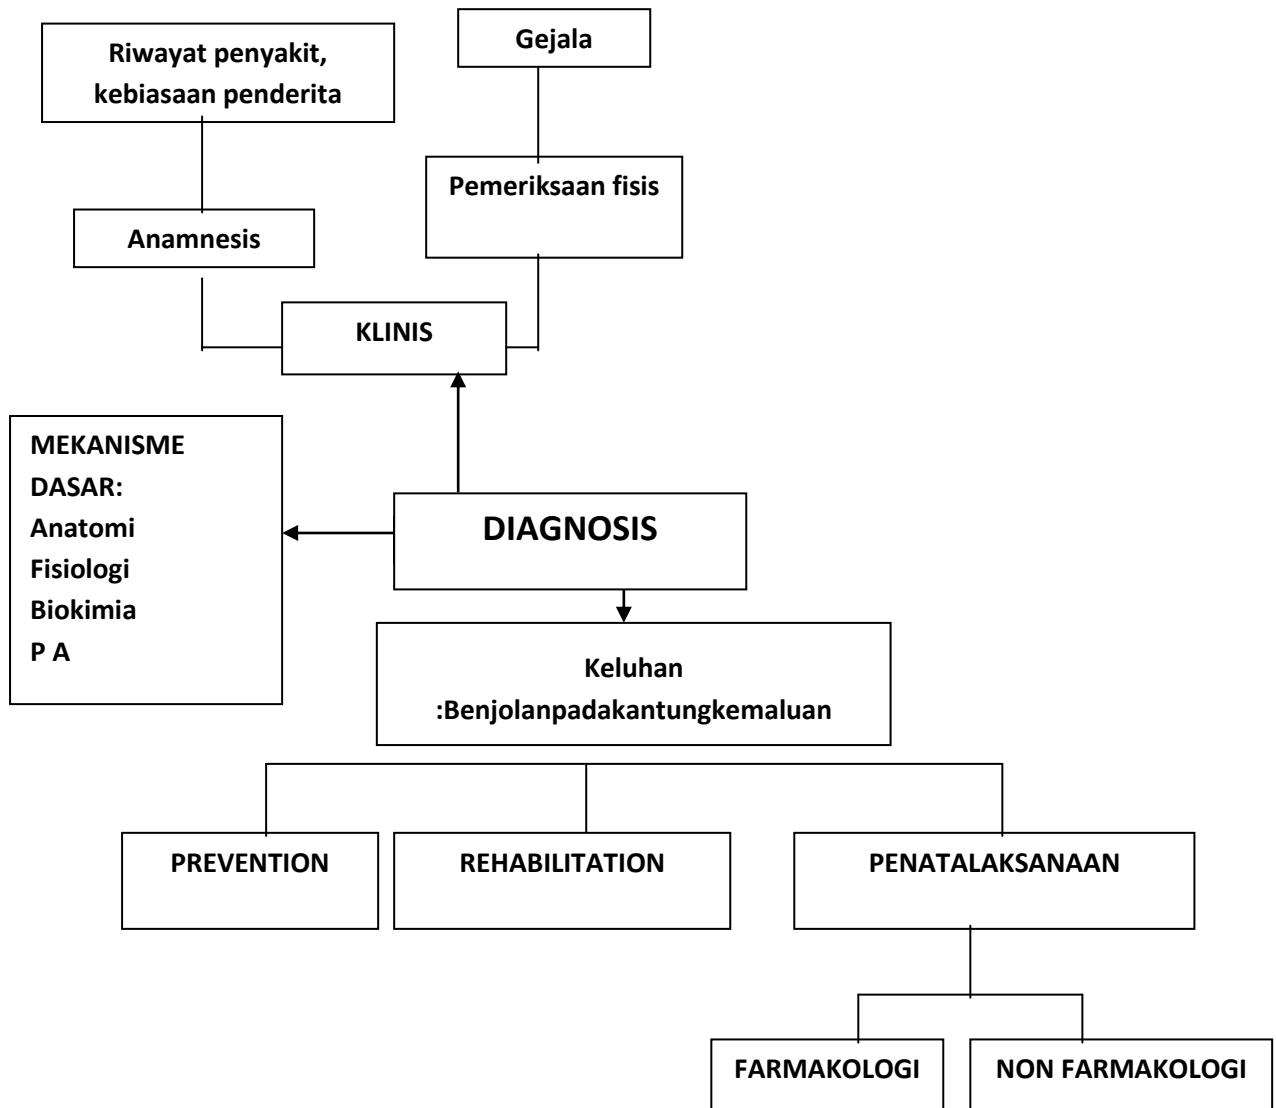 Riwayat penyakit,
kebiasaan penderita
Gejala
Pemeriksaan fisis
Anamnesis
KLINIS
MEKANISME
DASAR:
Anatomi
Fisiologi
Biokimia
P A
DIAGNOSIS
Keluhan
:Benjolanpadakantungkemaluan
PREVENTION
REHABILITATION
PENATALAKSANAAN
FARMAKOLOGI
NON FARMAKOLOGI